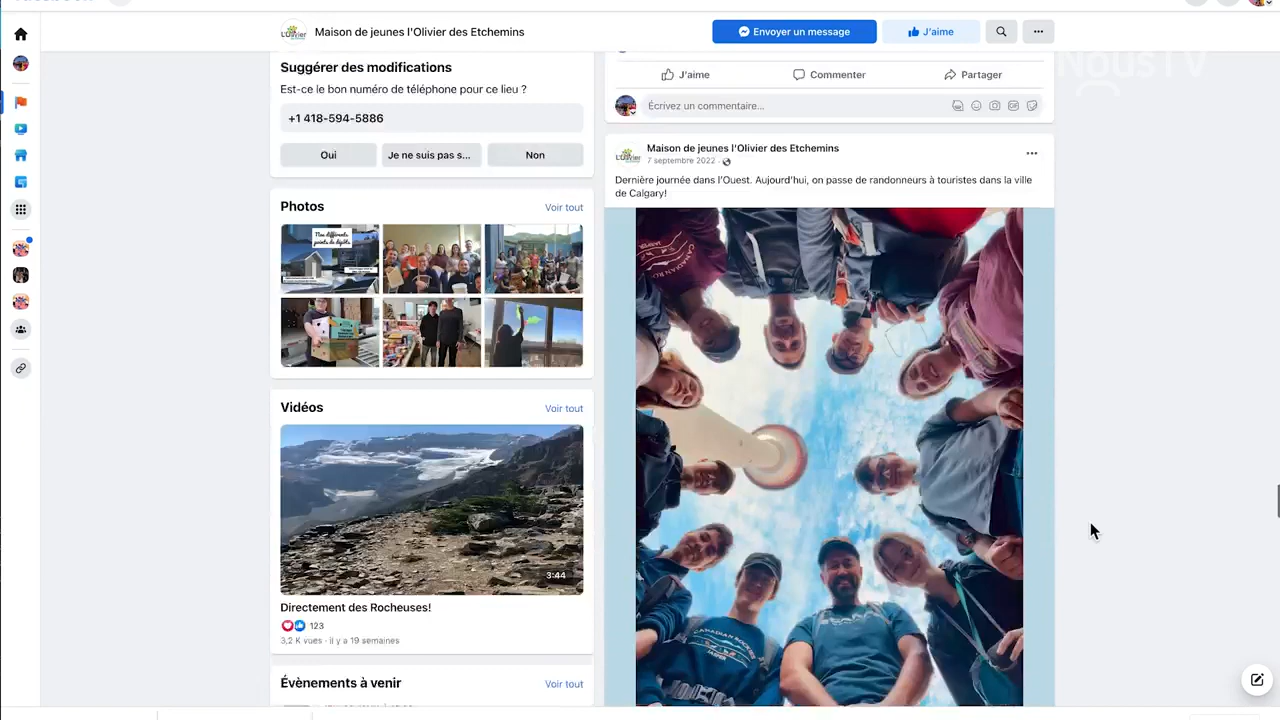 Maison de jeunes l'Olivier des Etchemins
Envoyer un message
J'aime
NousTV
Suggérer des modifications
Est-ce le bon numéro de téléphone pour ce lieu ?
+1 418-594-5886
Oui
Je ne suis pas s...
Non
Photos
Voir tout
Vidéos
Voir tout
3:44
Directement des Rocheuses!
123
3,2 K vues · il y a 19 semaines
Évènements à venir
Voir tout
J'aime
Commenter
Partager
Écrivez un commentaire...
Maison de jeunes l'Olivier des Etchemins
7 septembre 2022 ·
Dernière journée dans l'Ouest. Aujourd'hui, on passe de randonneurs à touristes dans la ville
de Calgary!
CANADIAN ROCKIES
JASPER